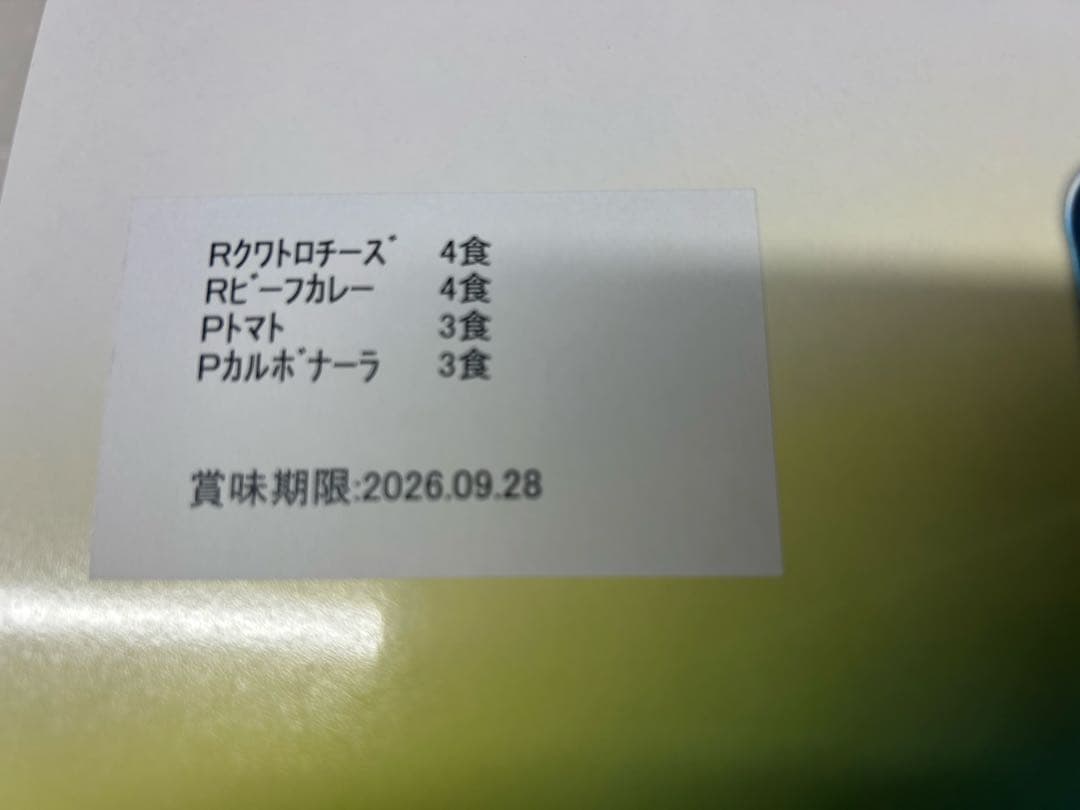 Rｸﾜﾄﾛﾁｰｽﾞ 4食
Rﾋﾞｰﾌｶﾚｰ 4食
Pﾄﾏﾄ 3食
Pｶﾙﾎﾞﾅｰﾗ 3食
賞味期限:2026.09.28